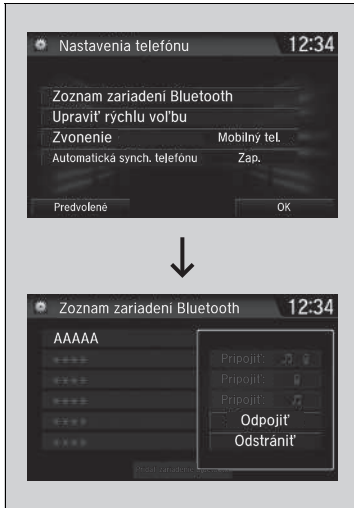 Nastavenia telefónu 12:34
Zoznam zariadení Bluetooth
Upraviť rýchlu voľbu
Zvonenie Mobilný tel.
Automatická synch. telefónu Zap.
Predvolené OK
Zoznam zariadení Bluetooth 12:34
AAAAA
Pripojiť:
Pripojiť:
Pripojiť:
Odpojiť
Odstrániť